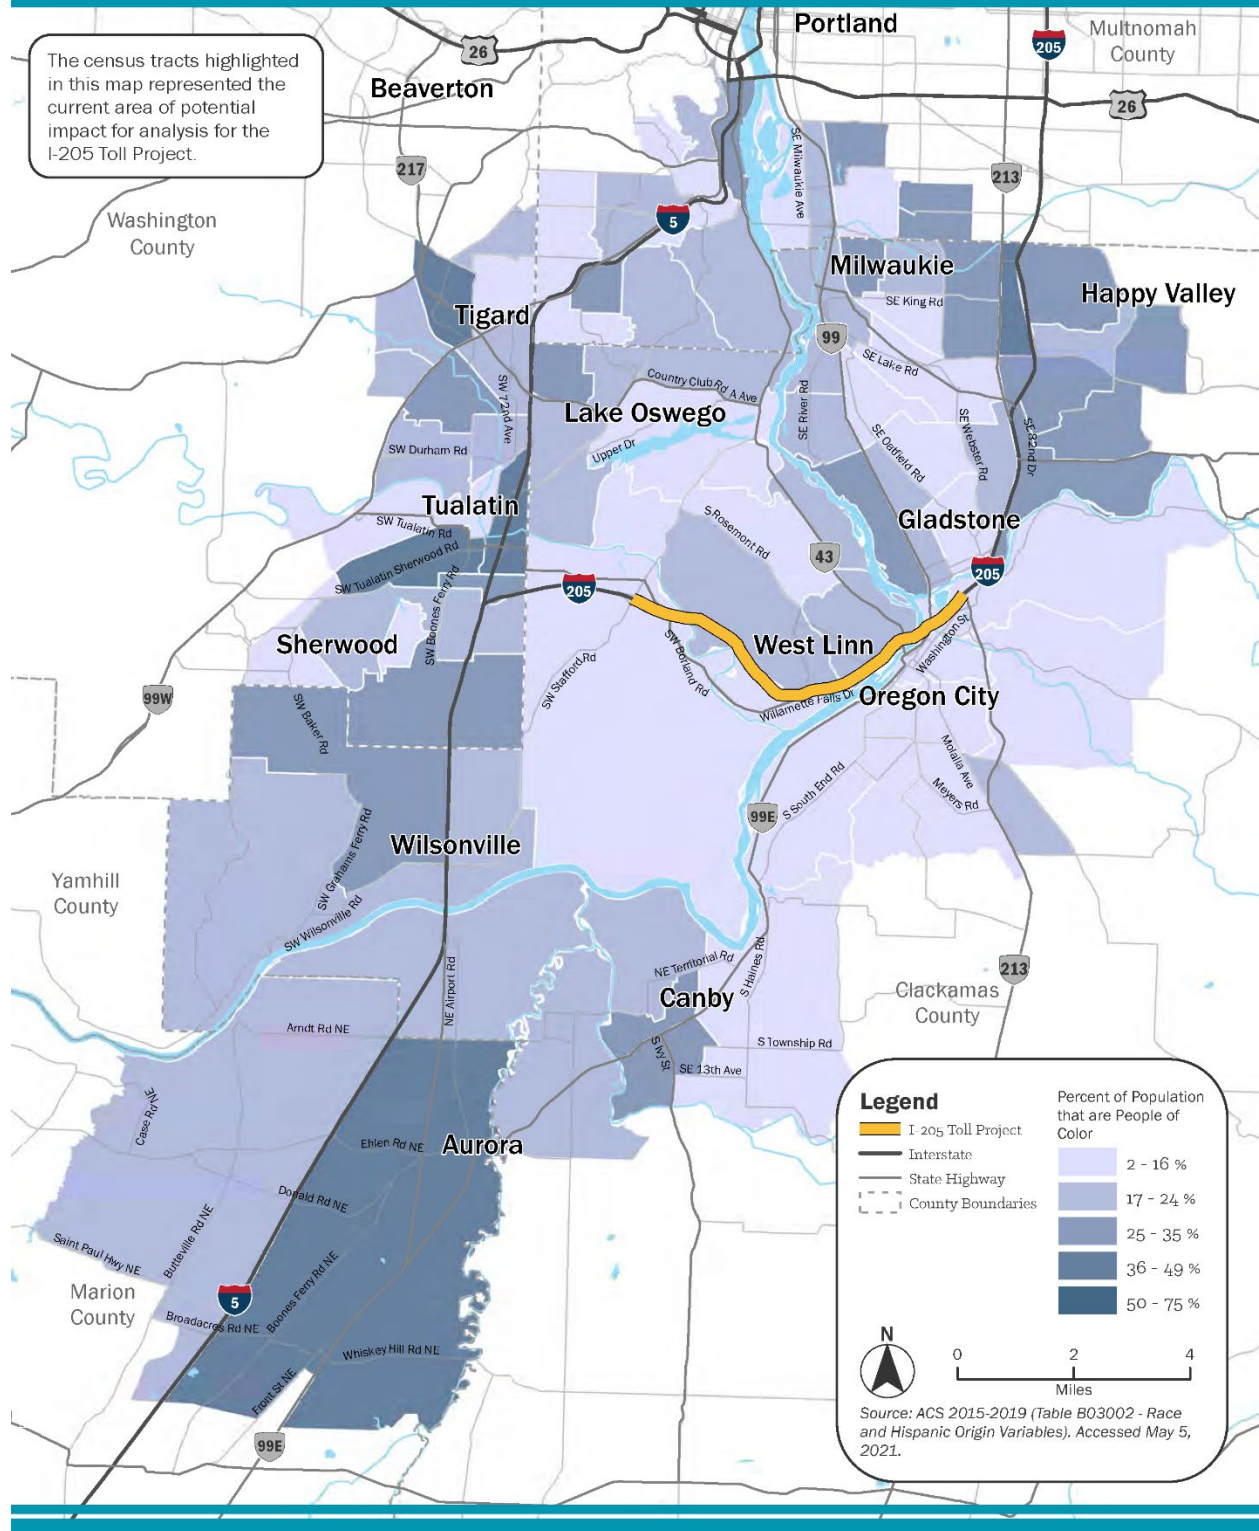 Portland
Multnomah
County
205
26
The census tracts highlighted
in this map represented the
current area of potential
impact for analysis for the
I-205 Toll Project.
Beaverton
26
217
213
SE Milwaukie Ave
Washington
County
5
Milwaukie
Happy Valley
SE King Rd
Tigard
99
SE Lake Rd
Country Club Rd
A Ave
SW 72nd Ave
SE River Rd
Lake Oswego
SE Oatfield Rd
SE Webster Rd
SE 82nd Dr
Upper Dr
SW Durham Rd
Tualatin
S Rosemont Rd
Gladstone
SW Tualatin Rd
SW Tualatin Sherwood Rd
43
205
205
SW Boones Ferry Rd
Sherwood
West Linn
Washington St
SW Stafford Rd
SW Borland Rd
99W
Willamette Falls Dr
Oregon City
SW Baker Rd
Molalla Ave
Meyers Rd
S South End Rd
99E
Wilsonville
SW Grahams Ferry Rd
Yamhill
County
SW Wilsonville Rd
NE Airport Rd
NE Territorial Rd
S Haines Rd
213
Canby
Clackamas
County
Arndt Rd NE
S Ivy St
S Township Rd
SE 13th Ave
Case Rd NE
Ehlen Rd NE
Aurora
Donald Rd NE
Butteville Rd NE
Saint Paul Hwy NE
Boones Ferry Rd NE
Marion
County
5
Broadacres Rd NE
Whiskey Hill Rd NE
Front St NE
99E
Legend
I-205 Toll Project
Interstate
State Highway
County Boundaries
Percent of Population
that are People of
Color
2 - 16 %
17 - 24 %
25 - 35 %
36 - 49 %
50 - 75 %
N
0 2 4
Miles
Source: ACS 2015-2019 (Table B03002 - Race
and Hispanic Origin Variables). Accessed May 5,
2021.